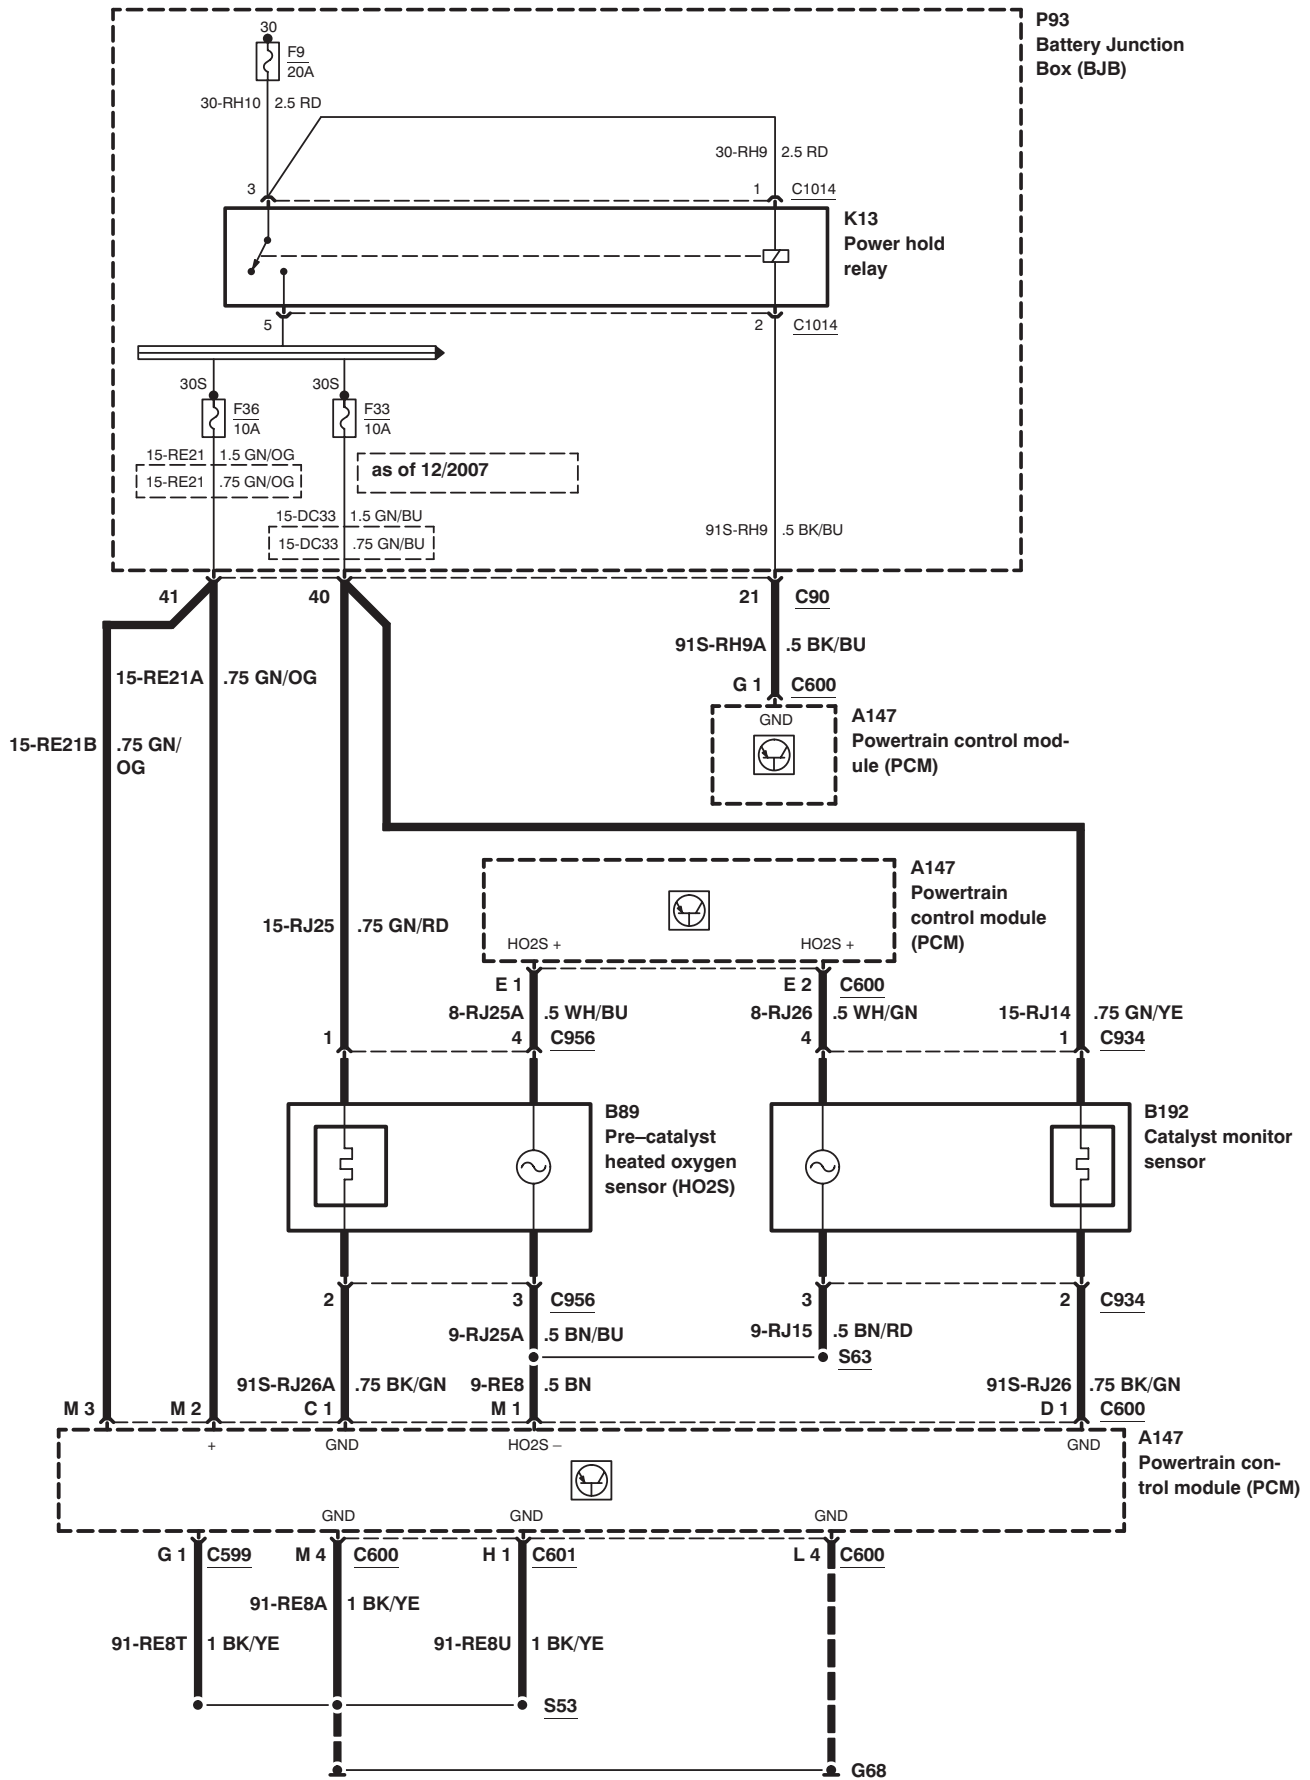 30
P93
Battery Junction
Box (BJB)
F9
20A
30-RH10 2.5 RD
30-RH9 2.5 RD
3 1 C1014
K13
Power hold
relay
5 2 C1014
30S 30S
F36 F33
10A 10A
15-RE21 1.5 GN/OG
as of 12/2007
15-RE21 .75 GN/OG
15-DC33 1.5 GN/BU
91S-RH9 .5 BK/BU
15-DC33 .75 GN/BU
41 40 21 C90
91S-RH9A .5 BK/BU
15-RE21A .75 GN/OG
G 1 C600
GND
A147
Powertrain control mod-
ule (PCM)
15-RE21B .75 GN/
OG
A147
Powertrain
control module
(PCM)
15-RJ25 .75 GN/RD
HO2S + HO2S +
E 1 E 2 C600
8-RJ25A .5 WH/BU 8-RJ26 .5 WH/GN 15-RJ14 .75 GN/YE
1 4 C956 4 1 C934
B89
Pre–catalyst
heated oxygen
sensor (HO2S)
B192
Catalyst monitor
sensor
2 3 C956 3 2 C934
9-RJ25A .5 BN/BU 9-RJ15 .5 BN/RD
S63
91S-RJ26A .75 BK/GN 9-RE8 .5 BN 91S-RJ26 .75 BK/GN
M 3 M 2 C 1 M 1 D 1 C600
+ GND HO2S – GND
A147
Powertrain con-
trol module (PCM)
GND GND GND
G 1 C599 M 4 C600 H 1 C601 L 4 C600
91-RE8A 1 BK/YE
91-RE8T 1 BK/YE 91-RE8U 1 BK/YE
S53
G68